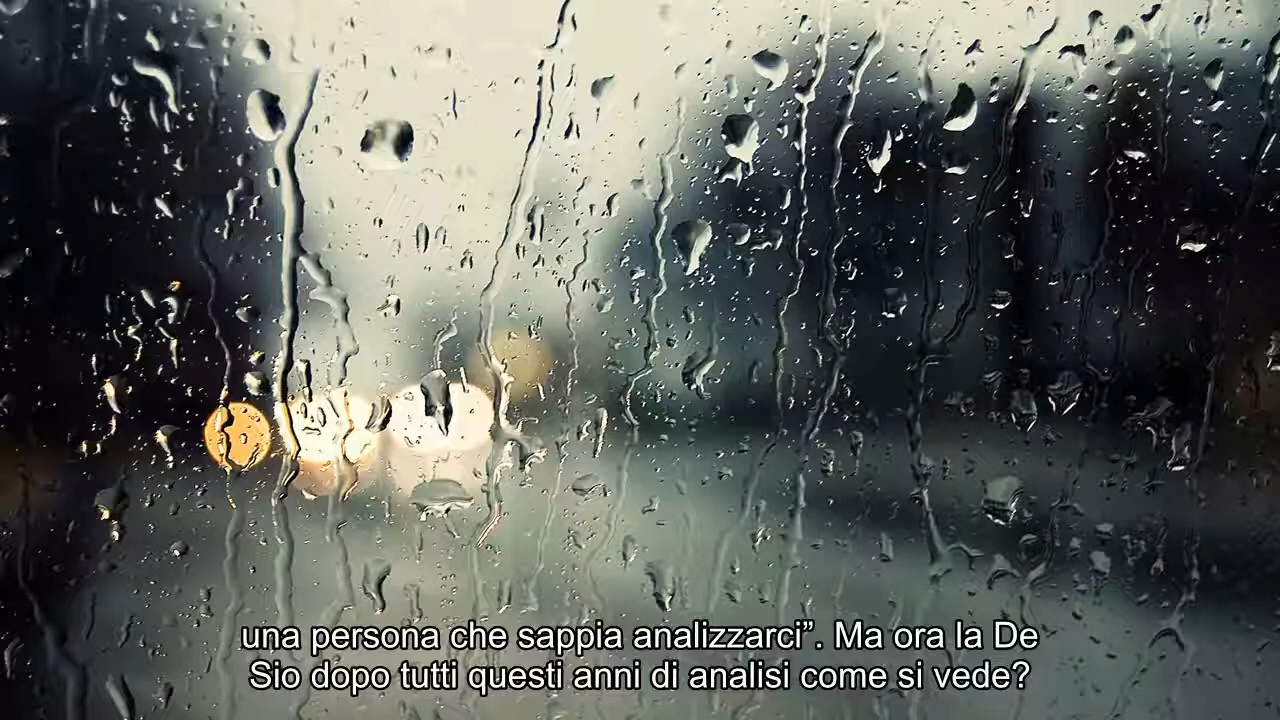 una persona che sappia analizzarci”. Ma ora la De
Sio dopo tutti questi anni di analisi come si vede?